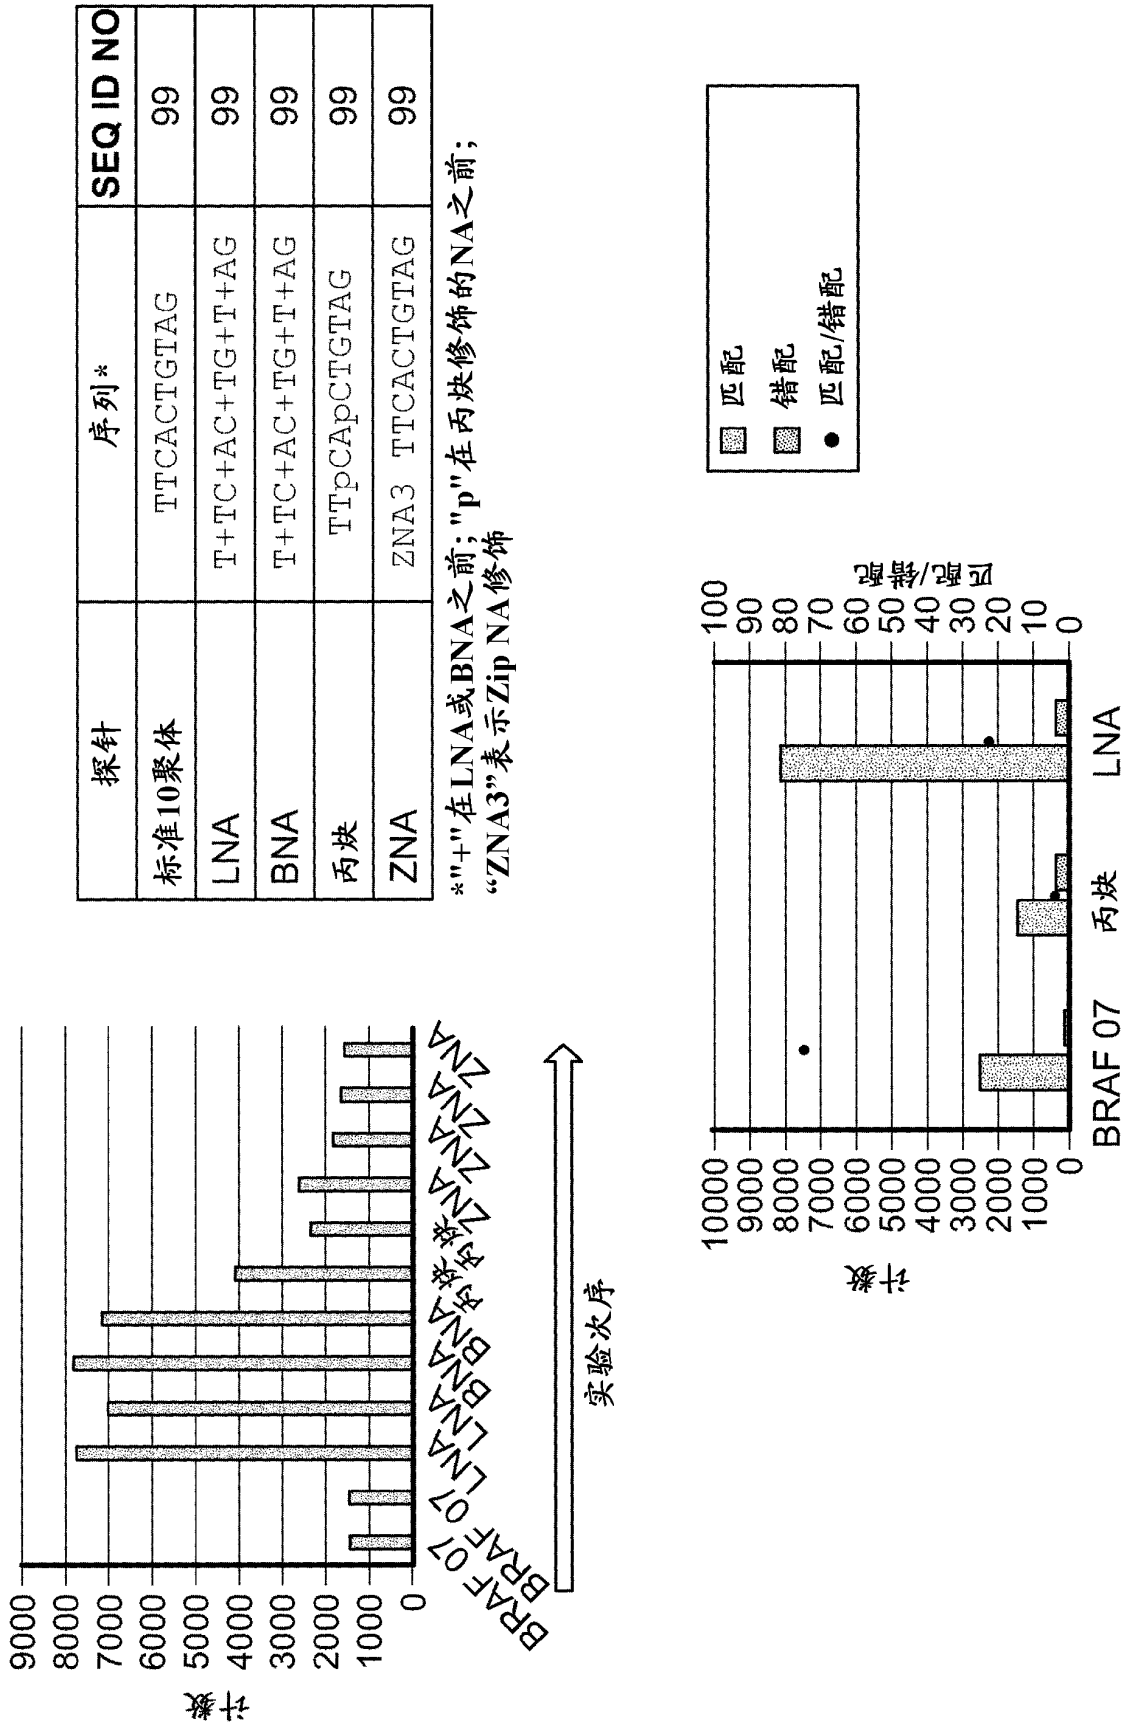 计数
9000
8000
7000
6000
5000
4000
3000
2000
1000
0
BRAF 07
BRAF 07
LNA
LNA
BNA
BNA
丙炔
丙炔
ZNA
ZNA
ZNA
ZNA
实验次序
探针 序列* SEQ ID NO
标准10聚体 TTCACTGTAG 99
LNA T+TC+AC+TG+T+AG 99
BNA T+TC+AC+TG+T+AG 99
丙炔 TTpCApCTGTAG 99
ZNA ZNA3 TTCACTGTAG 99
*"+"在LNA或BNA之前;"p"在丙炔修饰的NA之前;
“ZNA3”表示Zip NA修饰
计数
10000
9000
8000
7000
6000
5000
4000
3000
2000
1000
0
BRAF 07
丙炔
LNA
100
90
80
70
60
50
40
30
20
10
0
匹配/错配
匹配
错配
匹配/错配